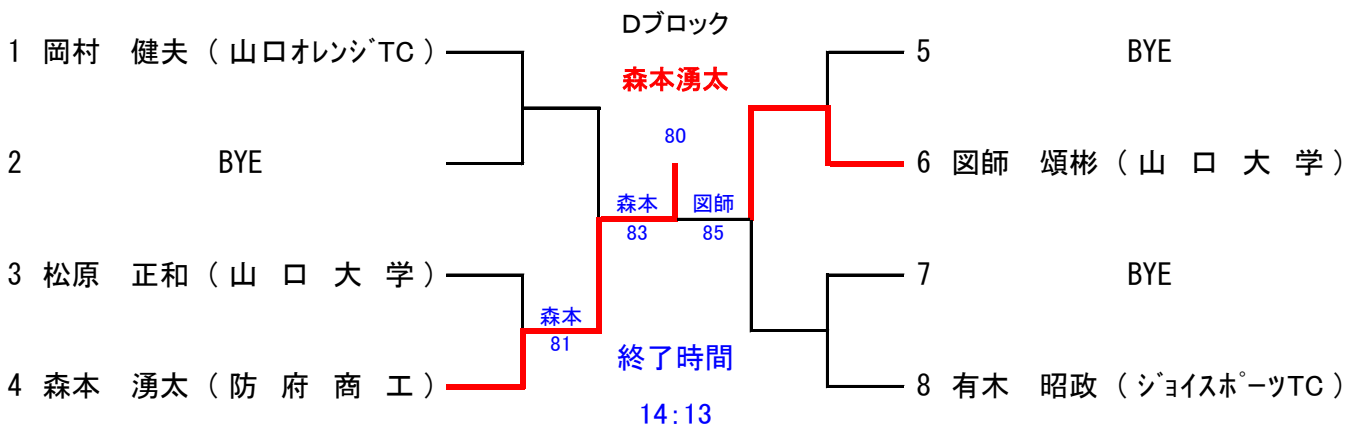 Dブロック
森本湧太
1 岡村 健夫 ( 山口オレンジTC )
2 BYE
3 松原 正和 ( 山 口 大 学 )
4 森本 湧太 ( 防 府 商 工 )
森本
81
森本
83
80
図師
85
終了時間
14:13
5 BYE
6 図師 頌彬 ( 山 口 大 学 )
7 BYE
8 有木 昭政 ( ジョイスポーツTC )